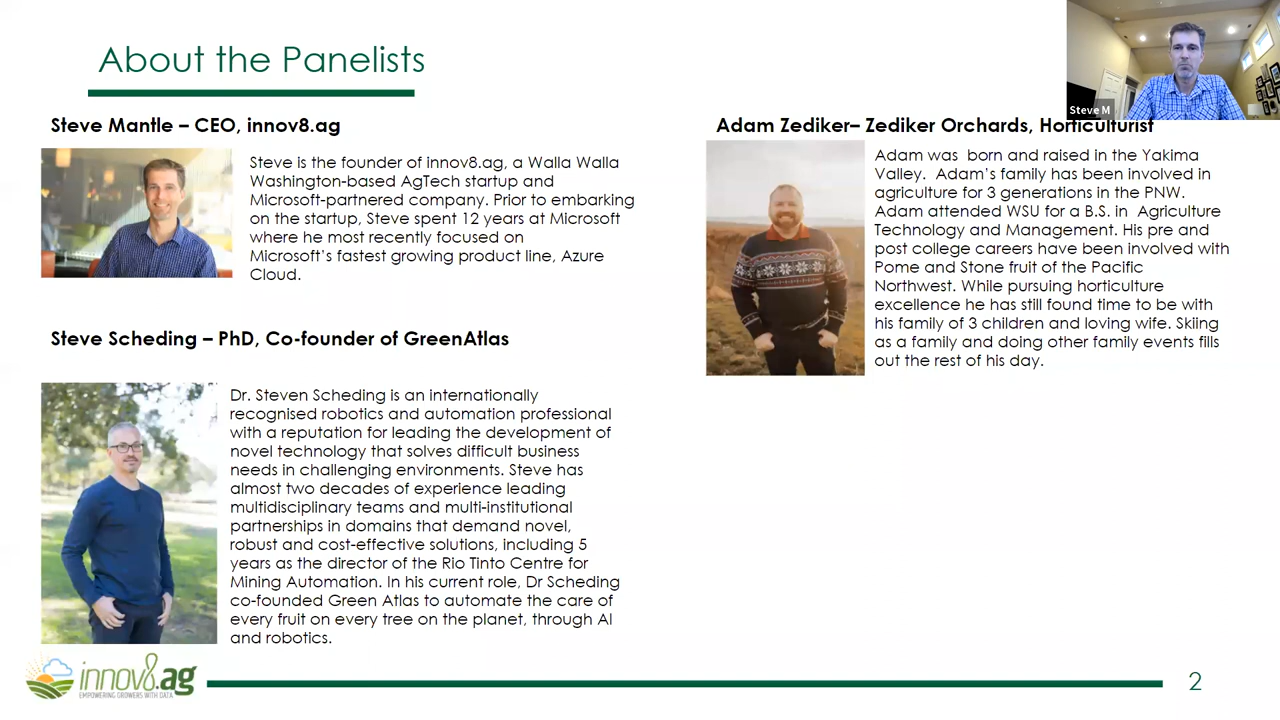 About the Panelists
Steve M
Steve Mantle – CEO, innov8.ag
Steve is the founder of innov8.ag, a Walla Walla
Washington-based AgTech startup and
Microsoft-partnered company. Prior to embarking
on the startup, Steve spent 12 years at Microsoft
where he most recently focused on
Microsoft's fastest growing product line, Azure
Cloud.
Steve Scheding – PhD, Co-founder of GreenAtlas
Dr. Steven Scheding is an internationally
recognised robotics and automation professional
with a reputation for leading the development of
novel technology that solves difficult business
needs in challenging environments. Steve has
almost two decades of experience leading
multidisciplinary teams and multi-institutional
partnerships in domains that demand novel,
robust and cost-effective solutions, including 5
years as the director of the Rio Tinto Centre for
Mining Automation. In his current role, Dr Scheding
co-founded Green Atlas to automate the care of
every fruit on every tree on the planet, through AI
and robotics.
Adam Zediker– Zediker Orchards, Horticulturist
Adam was  born and raised in the Yakima
Valley.  Adam's family has been involved in
agriculture for 3 generations in the PNW.
Adam attended WSU for a B.S. in  Agriculture
Technology and Management. His pre and
post college careers have been involved with
Pome and Stone fruit of the Pacific
Northwest. While pursuing horticulture
excellence he has still found time to be with
his family of 3 children and loving wife. Skiing
as a family and doing other family events fills
out the rest of his day.
innov8.ag
EMPOWERING GROWERS WITH DATA
2